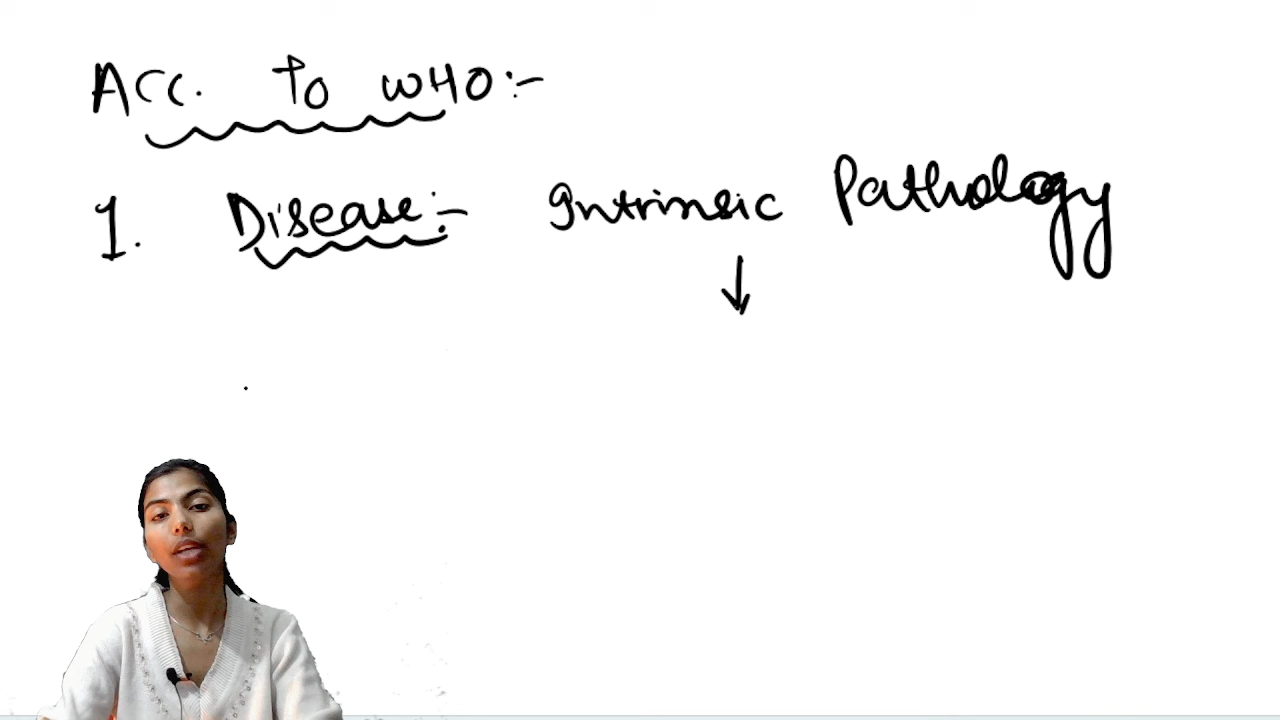 Acc. To WHO:-
1. Disease:- Intrinsic Pathology
↓